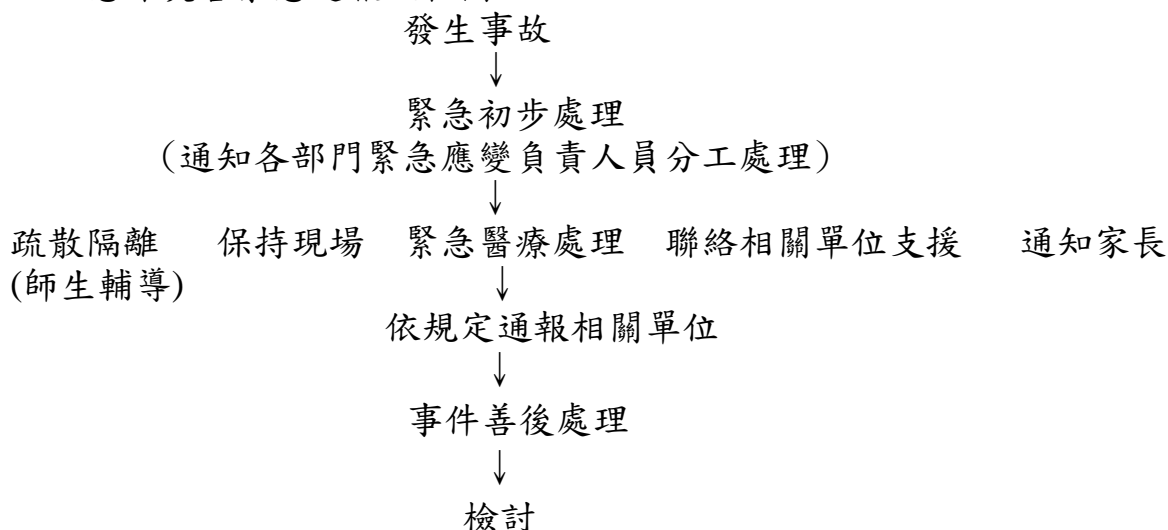 發生事故
↓
緊急初步處理
（通知各部門緊急應變負責人員分工處理）
↓
疏散隔離 保持現場 緊急醫療處理 聯絡相關單位支援 通知家長
(師生輔導)
↓
依規定通報相關單位
↓
事件善後處理
↓
檢討